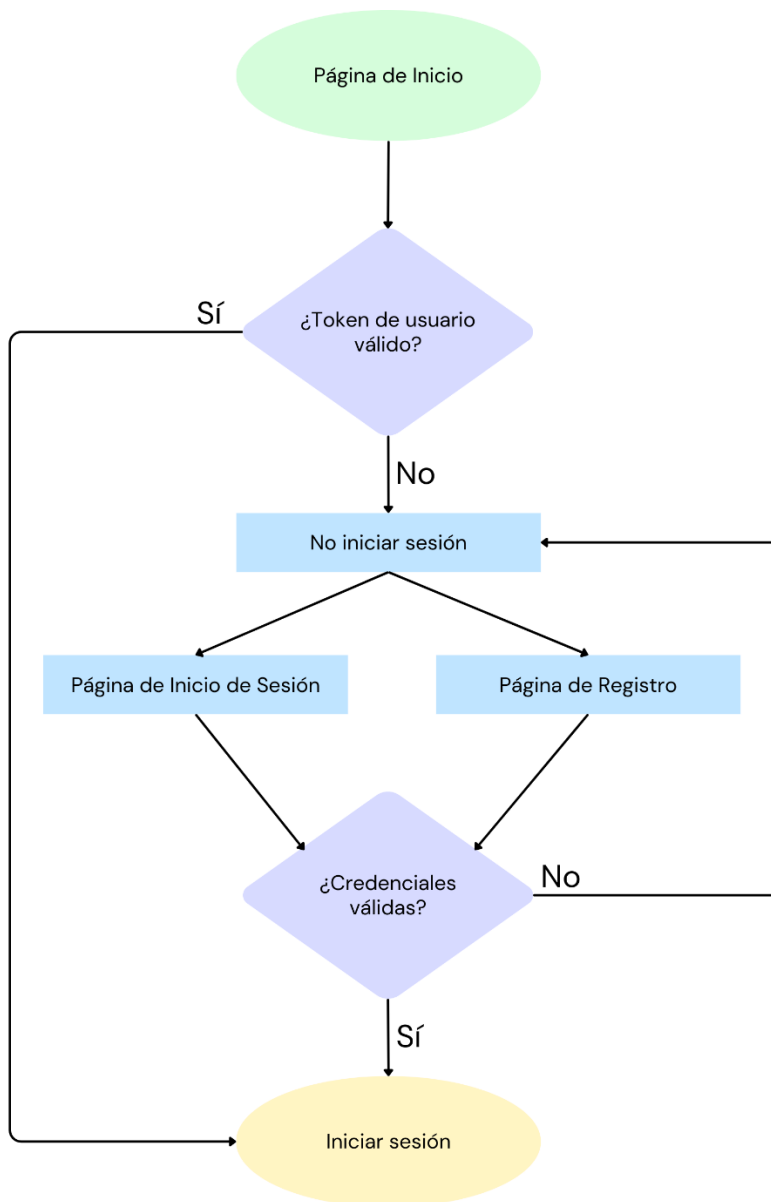 Página de Inicio
Sí
¿Token de usuario
válido?
No
No iniciar sesión
Página de Inicio de Sesión
Página de Registro
¿Credenciales
válidas?
No
Sí
Iniciar sesión